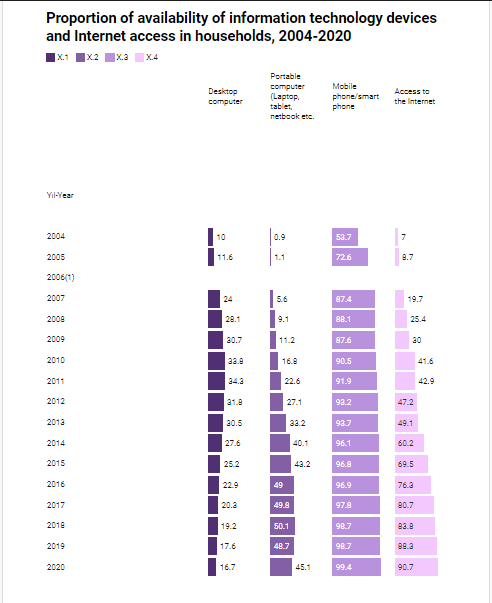 Proportion of availability of information technology devices
and Internet access in households, 2004-2020
X.1 X.2 X.3 X.4
Desktop
computer
Portable
computer
(Laptop,
tablet,
netbook etc.
Mobile
phone/smart
phone
Access to
the Internet
Yıl-Year
2004 10 0.9 53.7 7
2005 11.6 1.1 72.6 8.7
2006(1)
2007 24 5.6 87.4 19.7
2008 28.1 9.1 88.1 25.4
2009 30.7 11.2 87.6 30
2010 33.8 16.8 90.5 41.6
2011 34.3 22.6 91.9 42.9
2012 31.8 27.1 93.2 47.2
2013 30.5 33.2 93.7 49.1
2014 27.6 40.1 96.1 60.2
2015 25.2 43.2 96.8 69.5
2016 22.9 49 96.9 76.3
2017 20.3 49.8 97.8 80.7
2018 19.2 50.1 98.7 83.8
2019 17.6 48.7 98.7 88.3
2020 16.7 45.1 99.4 90.7